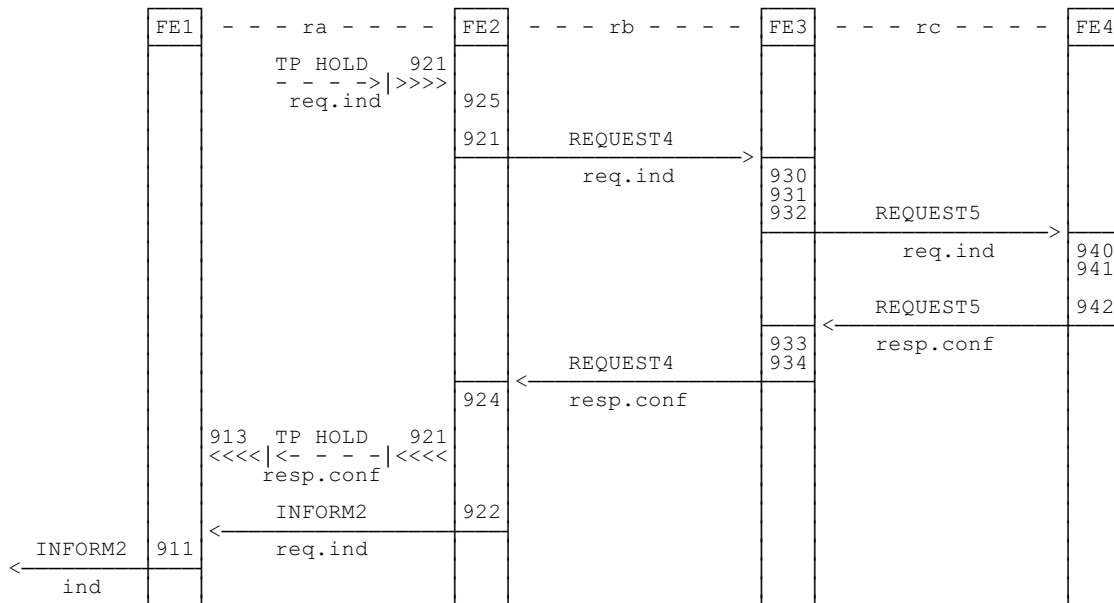 FE1 - - - ra - - - - FE2 - - - - rb - - - - FE3 - - - - rc - - - - FE4
TP HOLD 921
- - - ->|>>>>
req.ind 925
921 REQUEST4
req.ind 930
931
932 REQUEST5
req.ind 940
941
REQUEST5 942
933 resp.conf
REQUEST4 934
924 resp.conf
913 TP HOLD 921
<<<<|<- - - -|<<<<
resp.conf
INFORM2 922
INFORM2 911 req.ind
ind